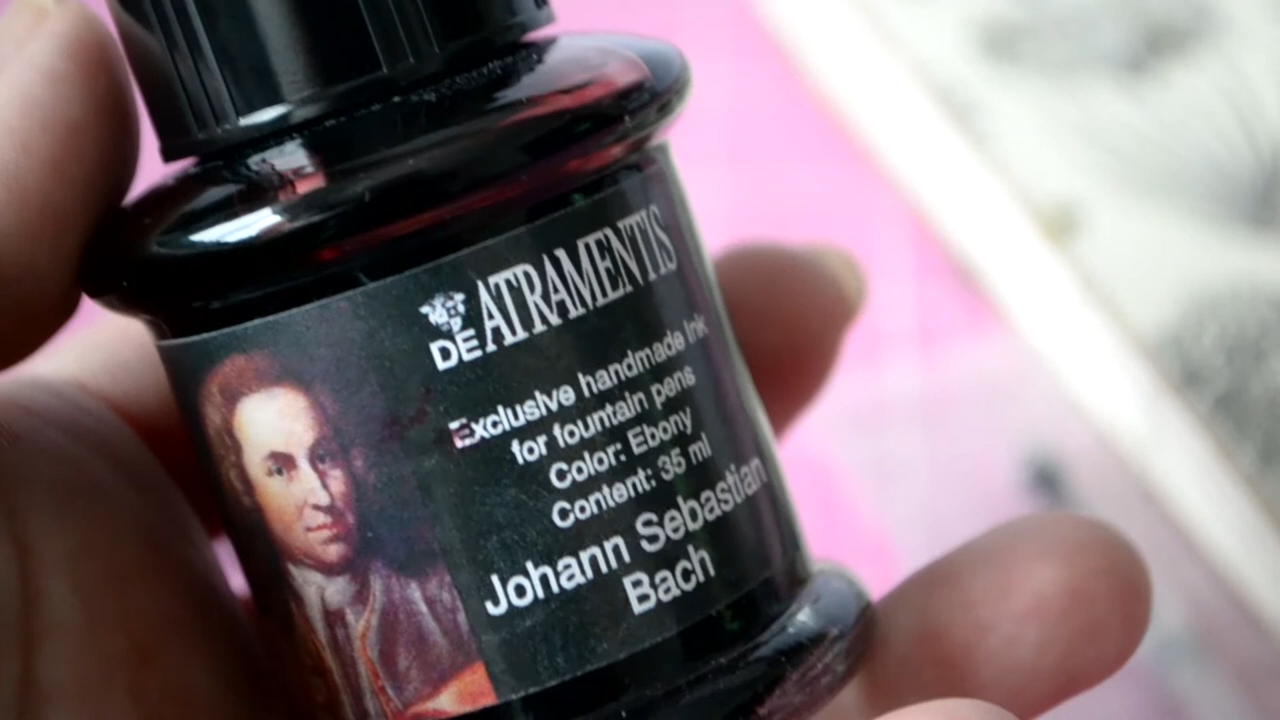 DE ATRAMENTIS
Exclusive handmade Ink
for fountain pens
Color: Ebony
Content: 35 ml
Johann Sebastian
Bach